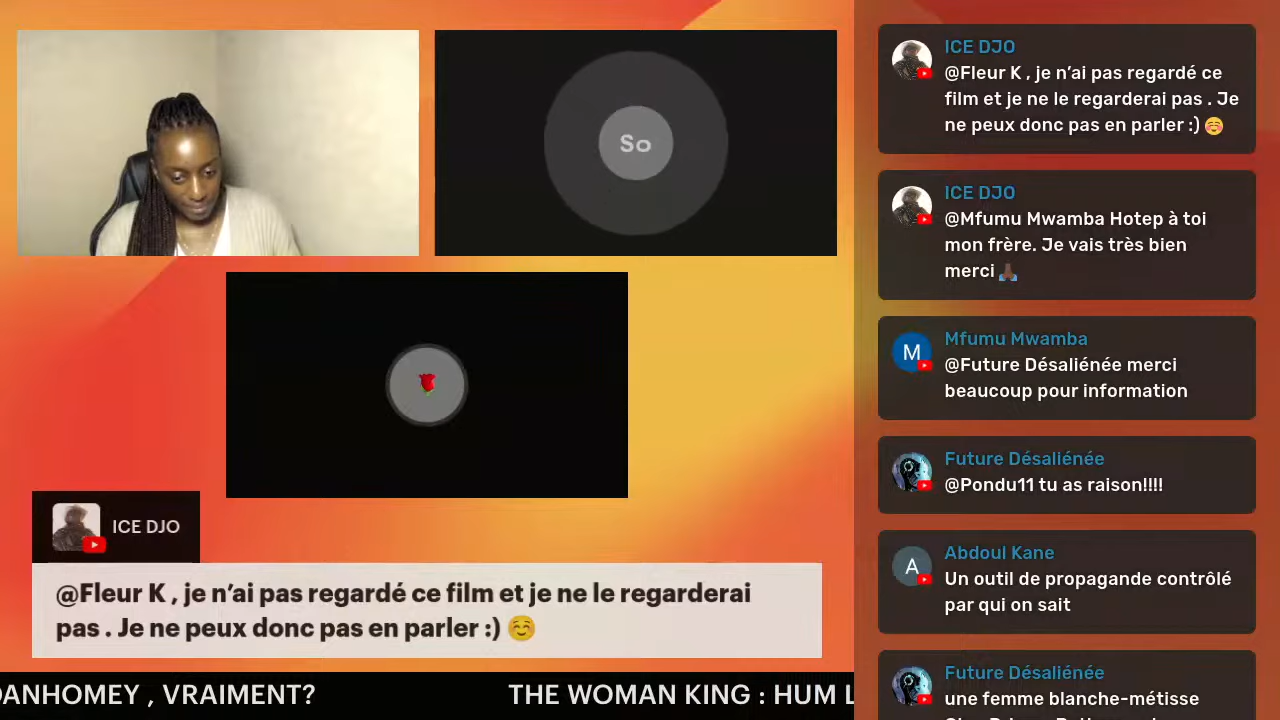 So
ICE DJO
@Fleur K , je n’ai pas regardé ce film et je ne le regarderai
pas . Je ne peux donc pas en parler :) ☺️
DANHOMEY , VRAIMENT?
THE WOMAN KING : HUM L
ICE DJO
@Fleur K , je n’ai pas regardé ce
film et je ne le regarderai pas . Je
ne peux donc pas en parler :) ☺️
ICE DJO
@Mfumu Mwamba Hotep à toi
mon frère. Je vais très bien
merci🙏🏿
M
Mfumu Mwamba
@Future Désaliénée merci
beaucoup pour information
Future Désaliénée
@Pondu11 tu as raison!!!!
A
Abdoul Kane
Un outil de propagande contrôlé
par qui on sait
Future Désaliénée
une femme blanche-métisse